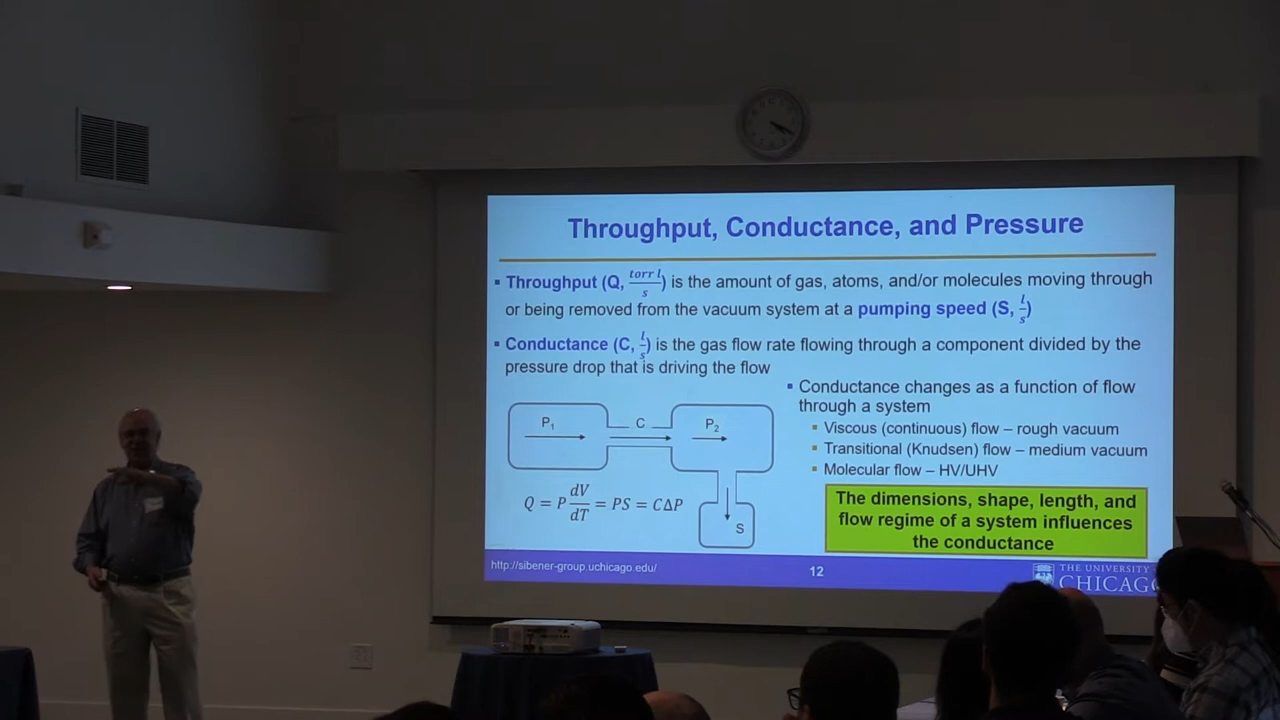 Throughput, Conductance, and Pressure
▪ Throughput (Q, torr l/s) is the amount of gas, atoms, and/or molecules moving through
or being removed from the vacuum system at a pumping speed (S, l/s)
▪ Conductance (C, l/s) is the gas flow rate flowing through a component divided by the
pressure drop that is driving the flow
▪ Conductance changes as a function of flow
through a system
▪ Viscous (continuous) flow – rough vacuum
▪ Transitional (Knudsen) flow – medium vacuum
▪ Molecular flow – HV/UHV
P₁
C
P₂
S
Q = P dV/dT = PS = CΔP
The dimensions, shape, length, and
flow regime of a system influences
the conductance
http://sibener-group.uchicago.edu/
12
THE UNIVERSITY
CHICAG